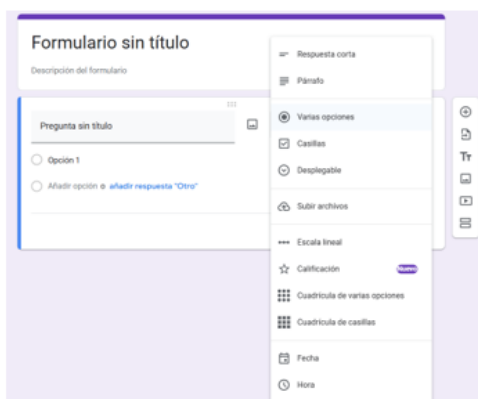 Formulario sin título
Descripción del formulario
Pregunta sin título
Opción 1
Añadir opción o añadir respuesta "Otro"
Respuesta corta
Párrafo
Varias opciones
Casillas
Desplegable
Subir archivos
Escala lineal
Calificación Nuevo
Cuadrícula de varias opciones
Cuadrícula de casillas
Fecha
Hora
Tт